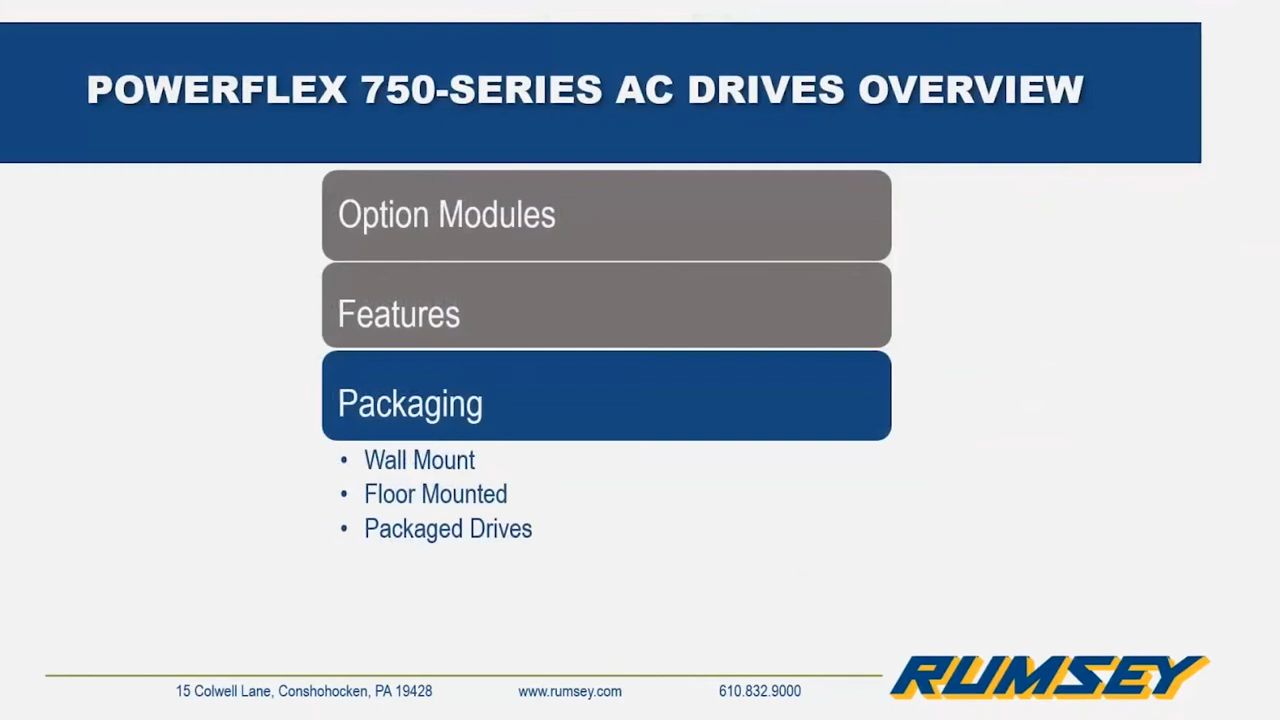 POWERFLEX 750-SERIES AC DRIVES OVERVIEW
Option Modules
Features
Packaging
• Wall Mount
• Floor Mounted
• Packaged Drives
15 Colwell Lane, Conshohocken, PA 19428 www.rumsey.com 610.832.9000
RUMSEY